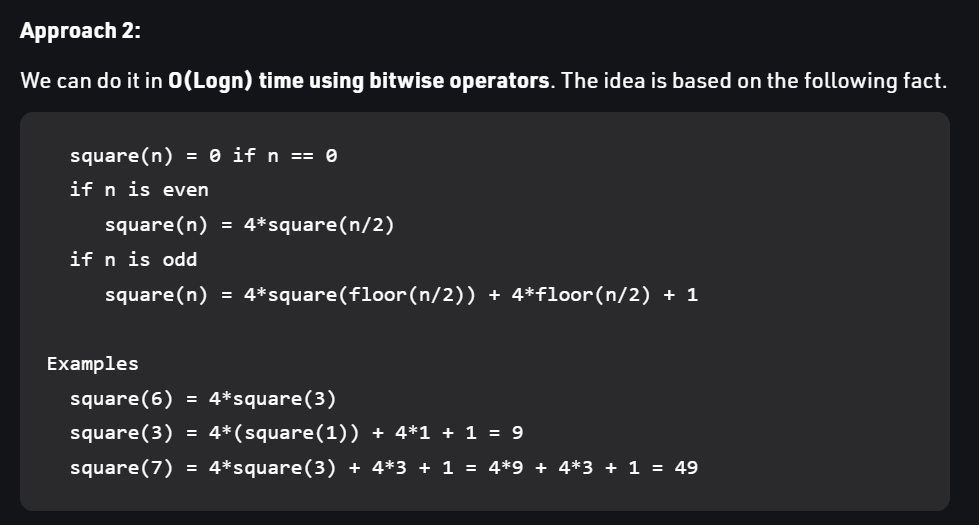 Approach 2:
We can do it in O(Logn) time using bitwise operators. The idea is based on the following fact.
square(n) = 0 if n == 0
if n is even
square(n) = 4*square(n/2)
if n is odd
square(n) = 4*square(floor(n/2)) + 4*floor(n/2) + 1
Examples
square(6) = 4*square(3)
square(3) = 4*(square(1)) + 4*1 + 1 = 9
square(7) = 4*square(3) + 4*3 + 1 = 4*9 + 4*3 + 1 = 49